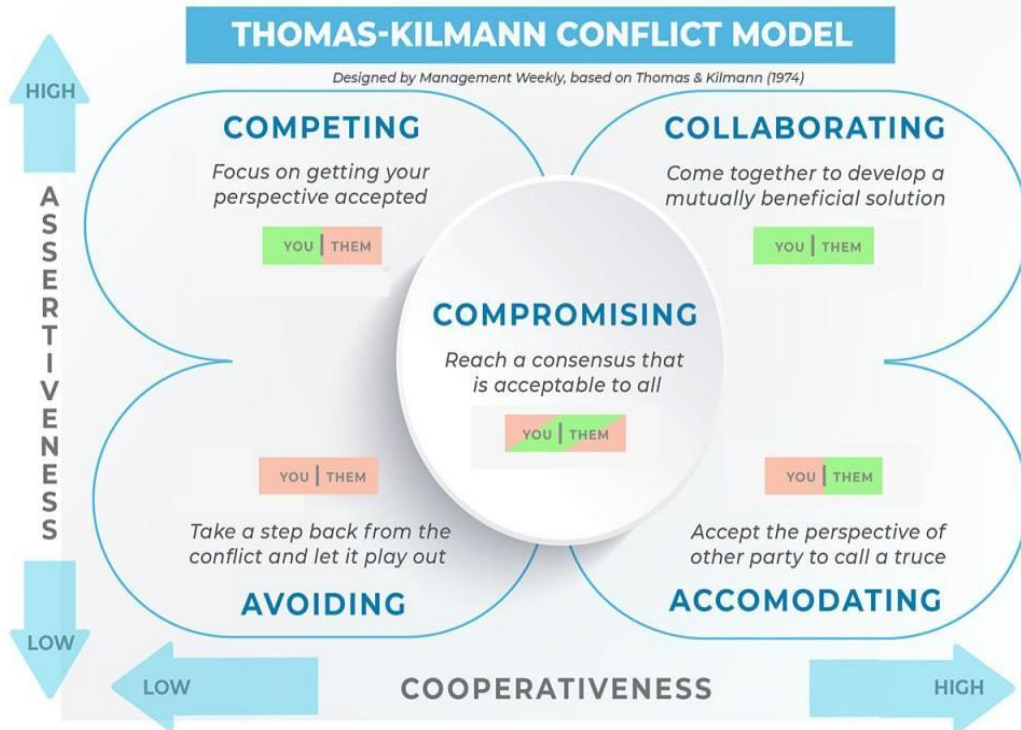 THOMAS-KILMANN CONFLICT MODEL
Designed by Management Weekly, based on Thomas & Kilmann (1974)
HIGH
ASSERTIVENESS
LOW
COMPETING
Focus on getting your
perspective accepted
YOU | THEM
COLLABORATING
Come together to develop a
mutually beneficial solution
YOU | THEM
COMPROMISING
Reach a consensus that
is acceptable to all
YOU | THEM
YOU | THEM
Take a step back from the
conflict and let it play out
AVOIDING
YOU | THEM
Accept the perspective of
other party to call a truce
ACCOMODATING
LOW
COOPERATIVENESS
HIGH